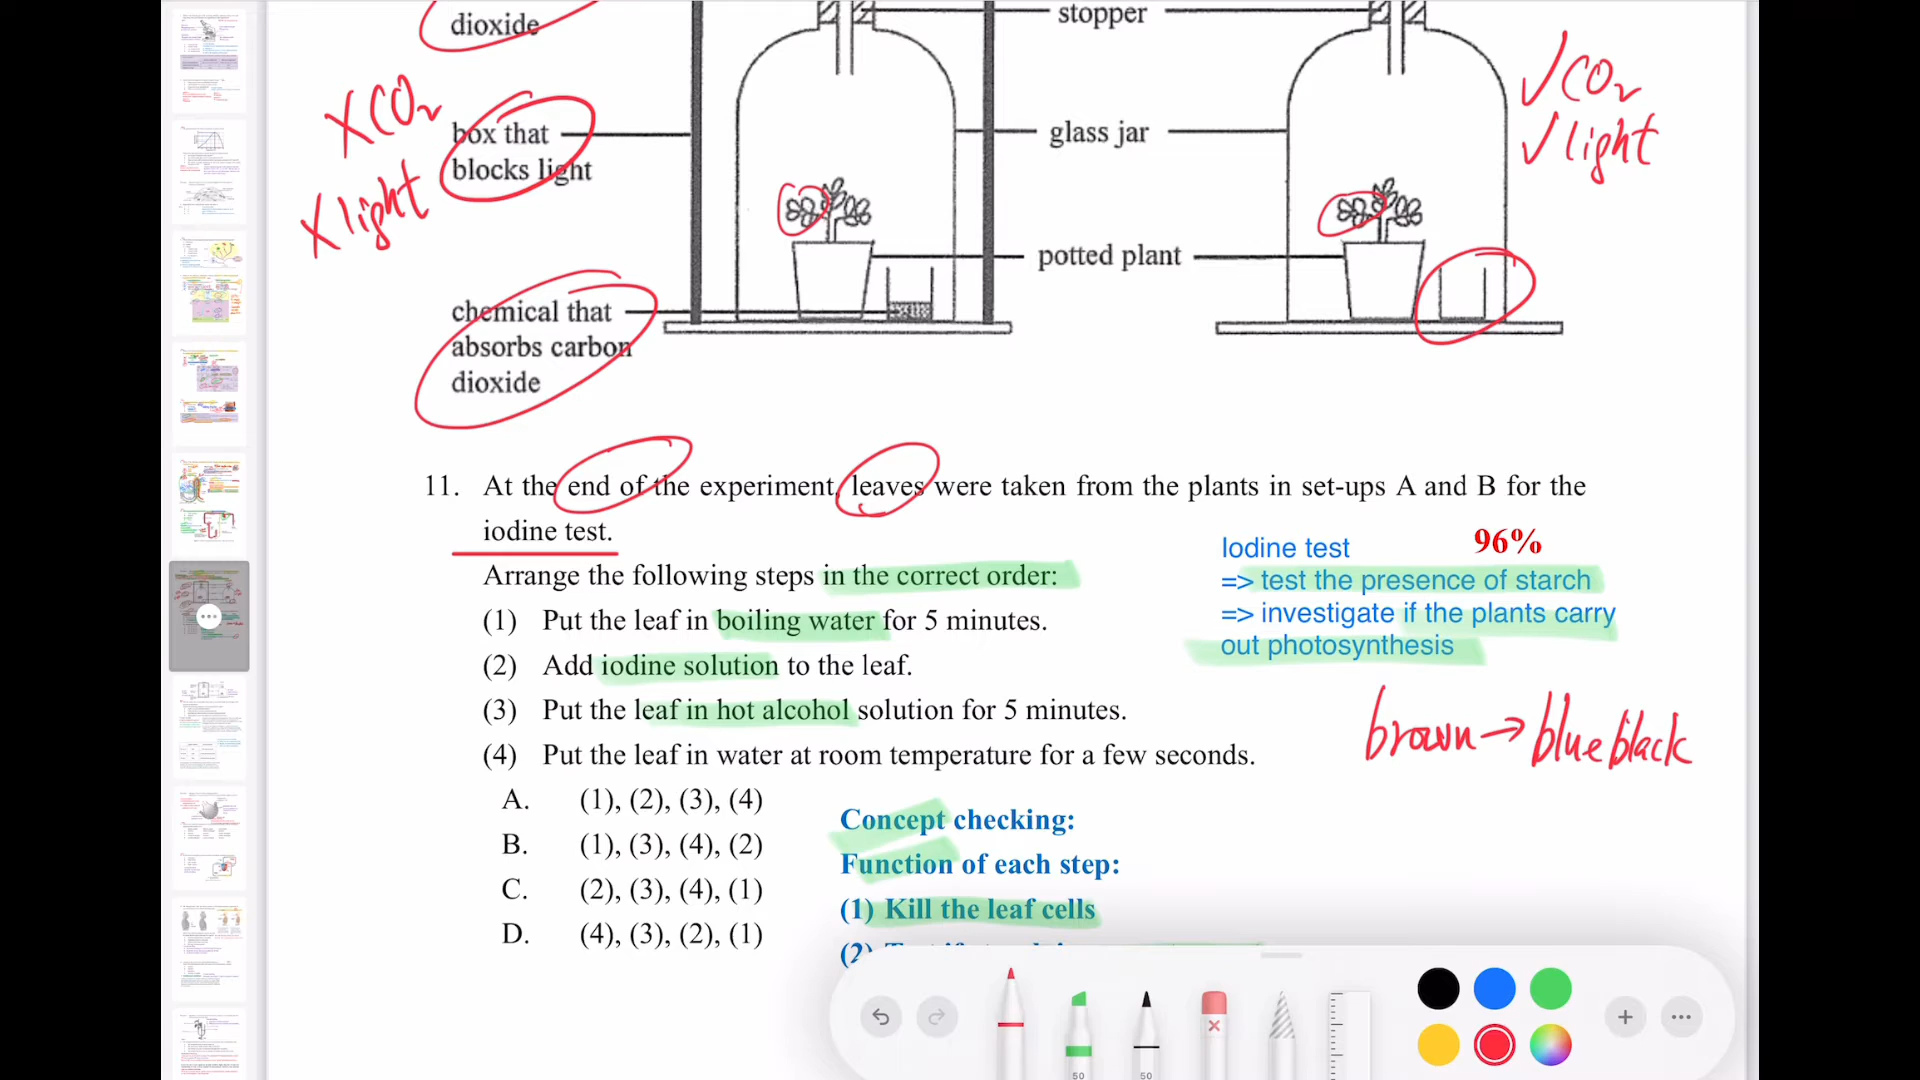 dioxide
stopper
XCO₂
✓CO₂
box that
blocks light
glass jar
✓light
X light
potted plant
chemical that
absorbs carbon
dioxide
11. At the end of the experiment, leaves were taken from the plants in set-ups A and B for the
iodine test.
Iodine test 96%
Arrange the following steps in the correct order:
=> test the presence of starch
(1) Put the leaf in boiling water for 5 minutes.
=> investigate if the plants carry
out photosynthesis
(2) Add iodine solution to the leaf.
(3) Put the leaf in hot alcohol solution for 5 minutes.
brown → blue black
(4) Put the leaf in water at room temperature for a few seconds.
A. (1), (2), (3), (4)
B. (1), (3), (4), (2)
C. (2), (3), (4), (1)
D. (4), (3), (2), (1)
Concept checking:
Function of each step:
(1) Kill the leaf cells
(2)
50
50